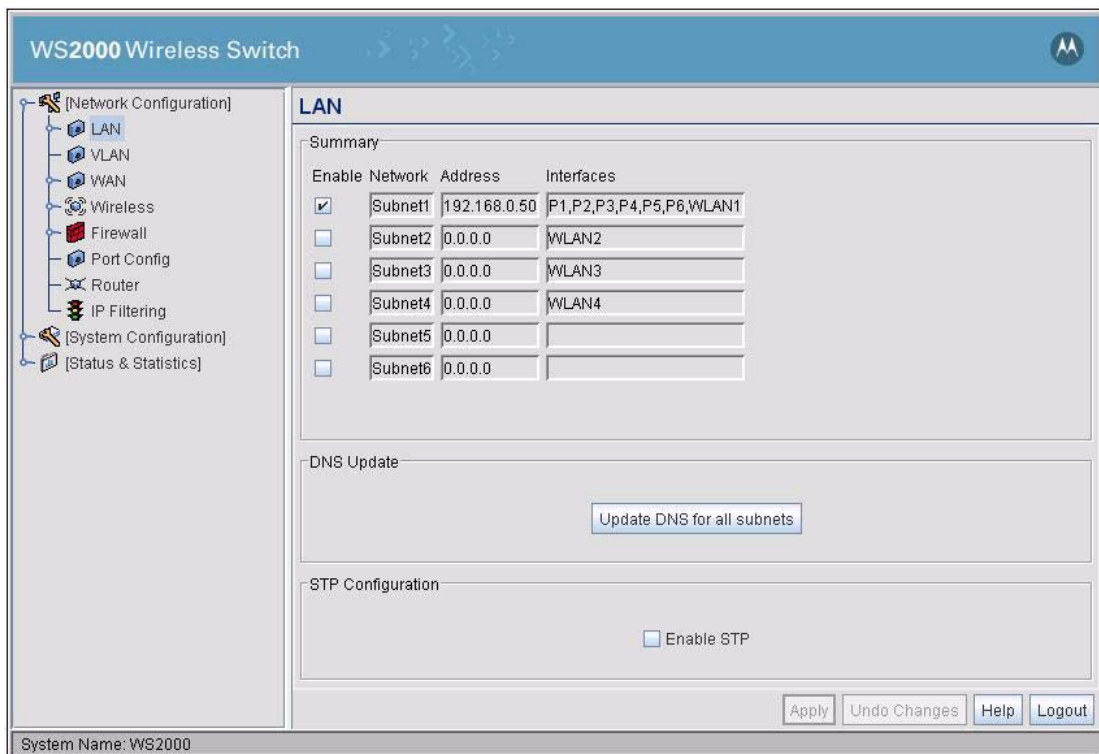 WS2000 Wireless Switch
[Network Configuration]
LAN
VLAN
WAN
Wireless
Firewall
Port Config
Router
IP Filtering
[System Configuration]
[Status & Statistics]
LAN
Summary
Enable Network Address Interfaces
Subnet1 192.168.0.50 P1,P2,P3,P4,P5,P6,WLAN1
Subnet2 0.0.0.0 WLAN2
Subnet3 0.0.0.0 WLAN3
Subnet4 0.0.0.0 WLAN4
Subnet5 0.0.0.0
Subnet6 0.0.0.0
DNS Update
Update DNS for all subnets
STP Configuration
Enable STP
Apply Undo Changes Help Logout
System Name: WS2000